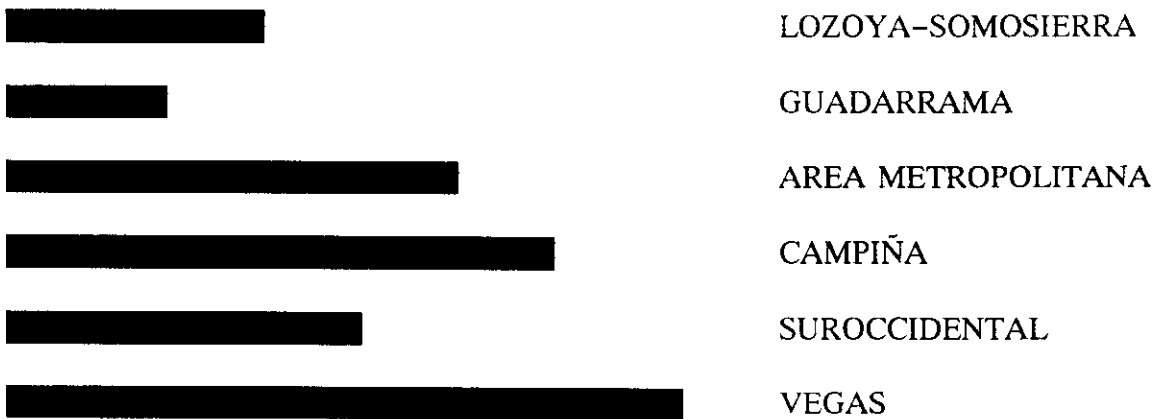 LOZOYA-SOMOSIERRA
GUADARRAMA
AREA METROPOLITANA
CAMPIÑA
SUROCCIDENTAL
VEGAS